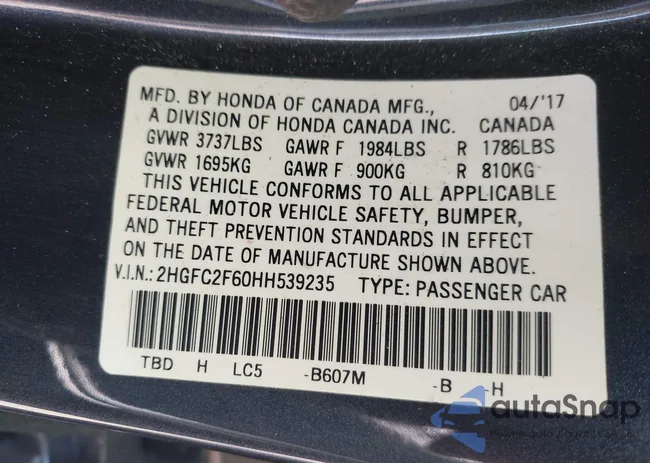 MFD. BY HONDA OF CANADA MFG., 04/'17
A DIVISION OF HONDA CANADA INC. CANADA
GVWR 3737LBS GAWR F 1984LBS R 1786LBS
GVWR 1695KG GAWR F 900KG R 810KG
THIS VEHICLE CONFORMS TO ALL APPLICABLE
FEDERAL MOTOR VEHICLE SAFETY, BUMPER,
AND THEFT PREVENTION STANDARDS IN EFFECT
ON THE DATE OF MANUFACTURE SHOWN ABOVE.
V.I.N.: 2HGFC2F60HH539235 TYPE: PASSENGER CAR
TBD H LC5 -B607M -B -H
autaSnap